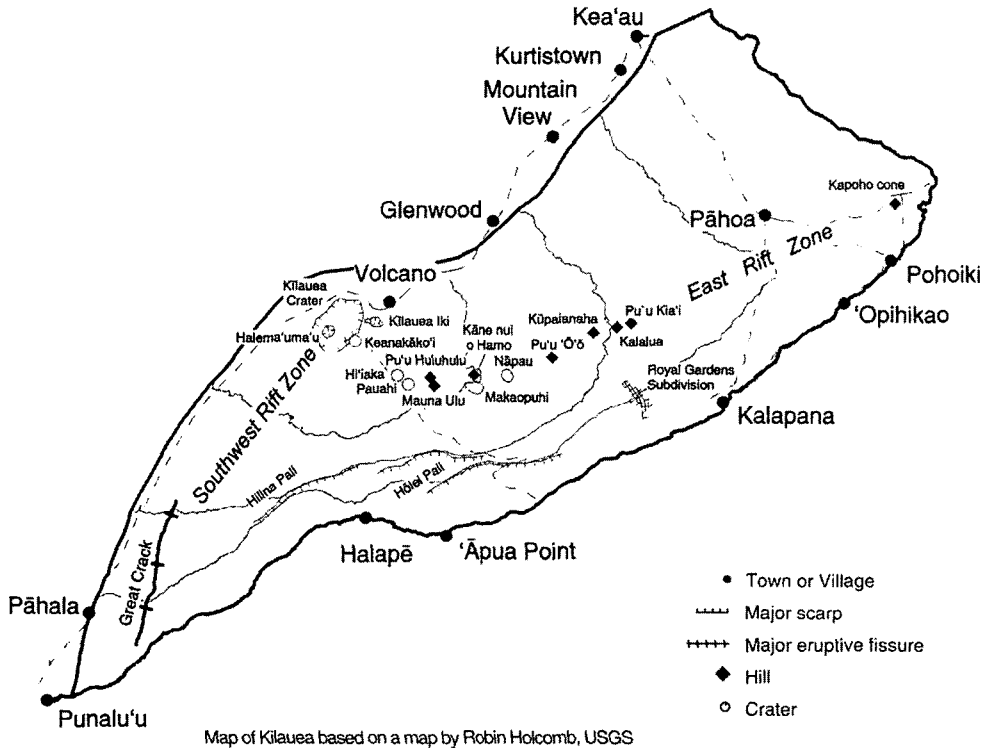 Kea‘au
Kurtistown
Mountain
View
Glenwood
Kapoho cone
Pāhoa
East Rift Zone
Pohoiki
‘Opihikao
Volcano
Kīlauea
Crater
Kīlauea Iki
Halema‘uma‘u
Keanakāko‘i
Kāne nui
o Hamo
Kūpaianaha
Pu‘u Kia‘i
Kalalua
Pu‘u ‘Ō‘ō
Nāpau
Pu‘u Huluhulu
Hi‘iaka
Pauahi
Mauna Ulu
Makaopuhi
Royal Gardens
Subdivision
Kalapana
Southwest Rift Zone
Hilina Pali
Hōlei Pali
Halapē
‘Āpua Point
Great Crack
Pāhala
Punalu‘u
Town or Village
Major scarp
Major eruptive fissure
Hill
Crater
Map of Kilauea based on a map by Robin Holcomb, USGS